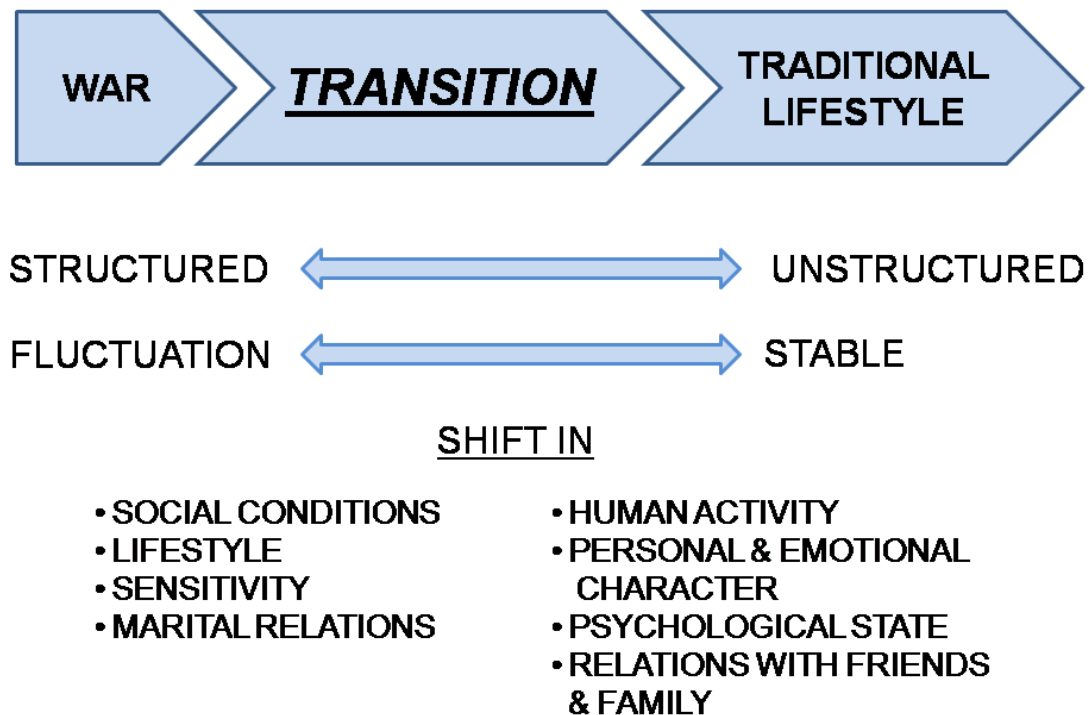 WAR
TRANSITION
TRADITIONAL
LIFESTYLE
STRUCTURED
UNSTRUCTURED
FLUCTUATION
STABLE
SHIFT IN
• SOCIAL CONDITIONS
• LIFESTYLE
• SENSITIVITY
• MARITAL RELATIONS
• HUMAN ACTIVITY
• PERSONAL & EMOTIONAL
CHARACTER
• PSYCHOLOGICAL STATE
• RELATIONS WITH FRIENDS
& FAMILY